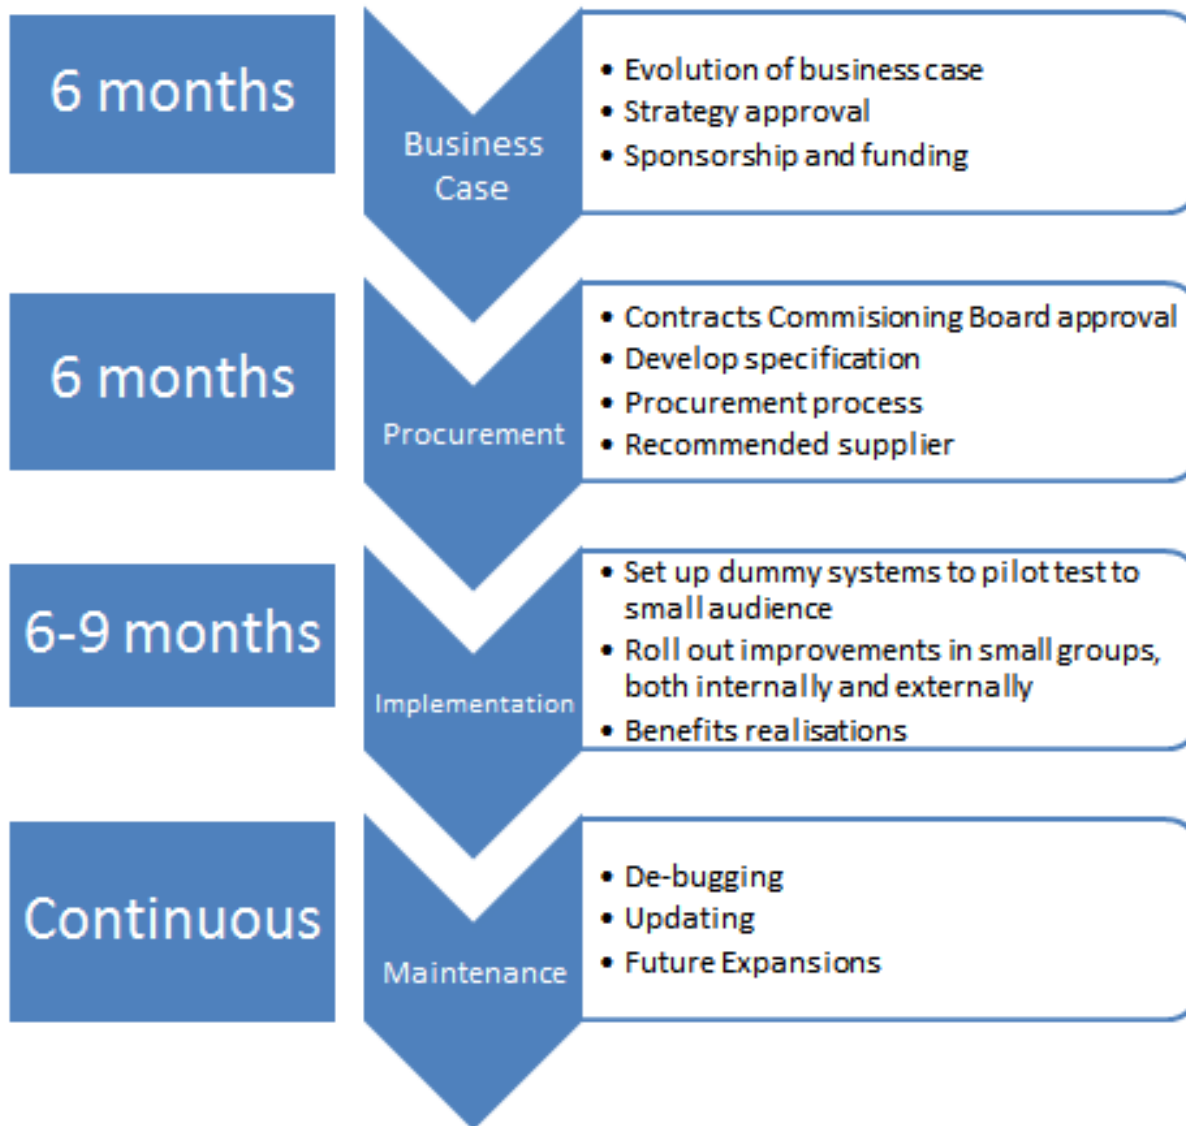 6 months
Business
Case
• Evolution of business case
• Strategy approval
• Sponsorship and funding
6 months
Procurement
• Contracts Commisioning Board approval
• Develop specification
• Procurement process
• Recommended supplier
6-9 months
Implementation
• Set up dummy systems to pilot test to
small audience
• Roll out improvements in small groups,
both internally and externally
• Benefits realisations
Continuous
Maintenance
• De-bugging
• Updating
• Future Expansions